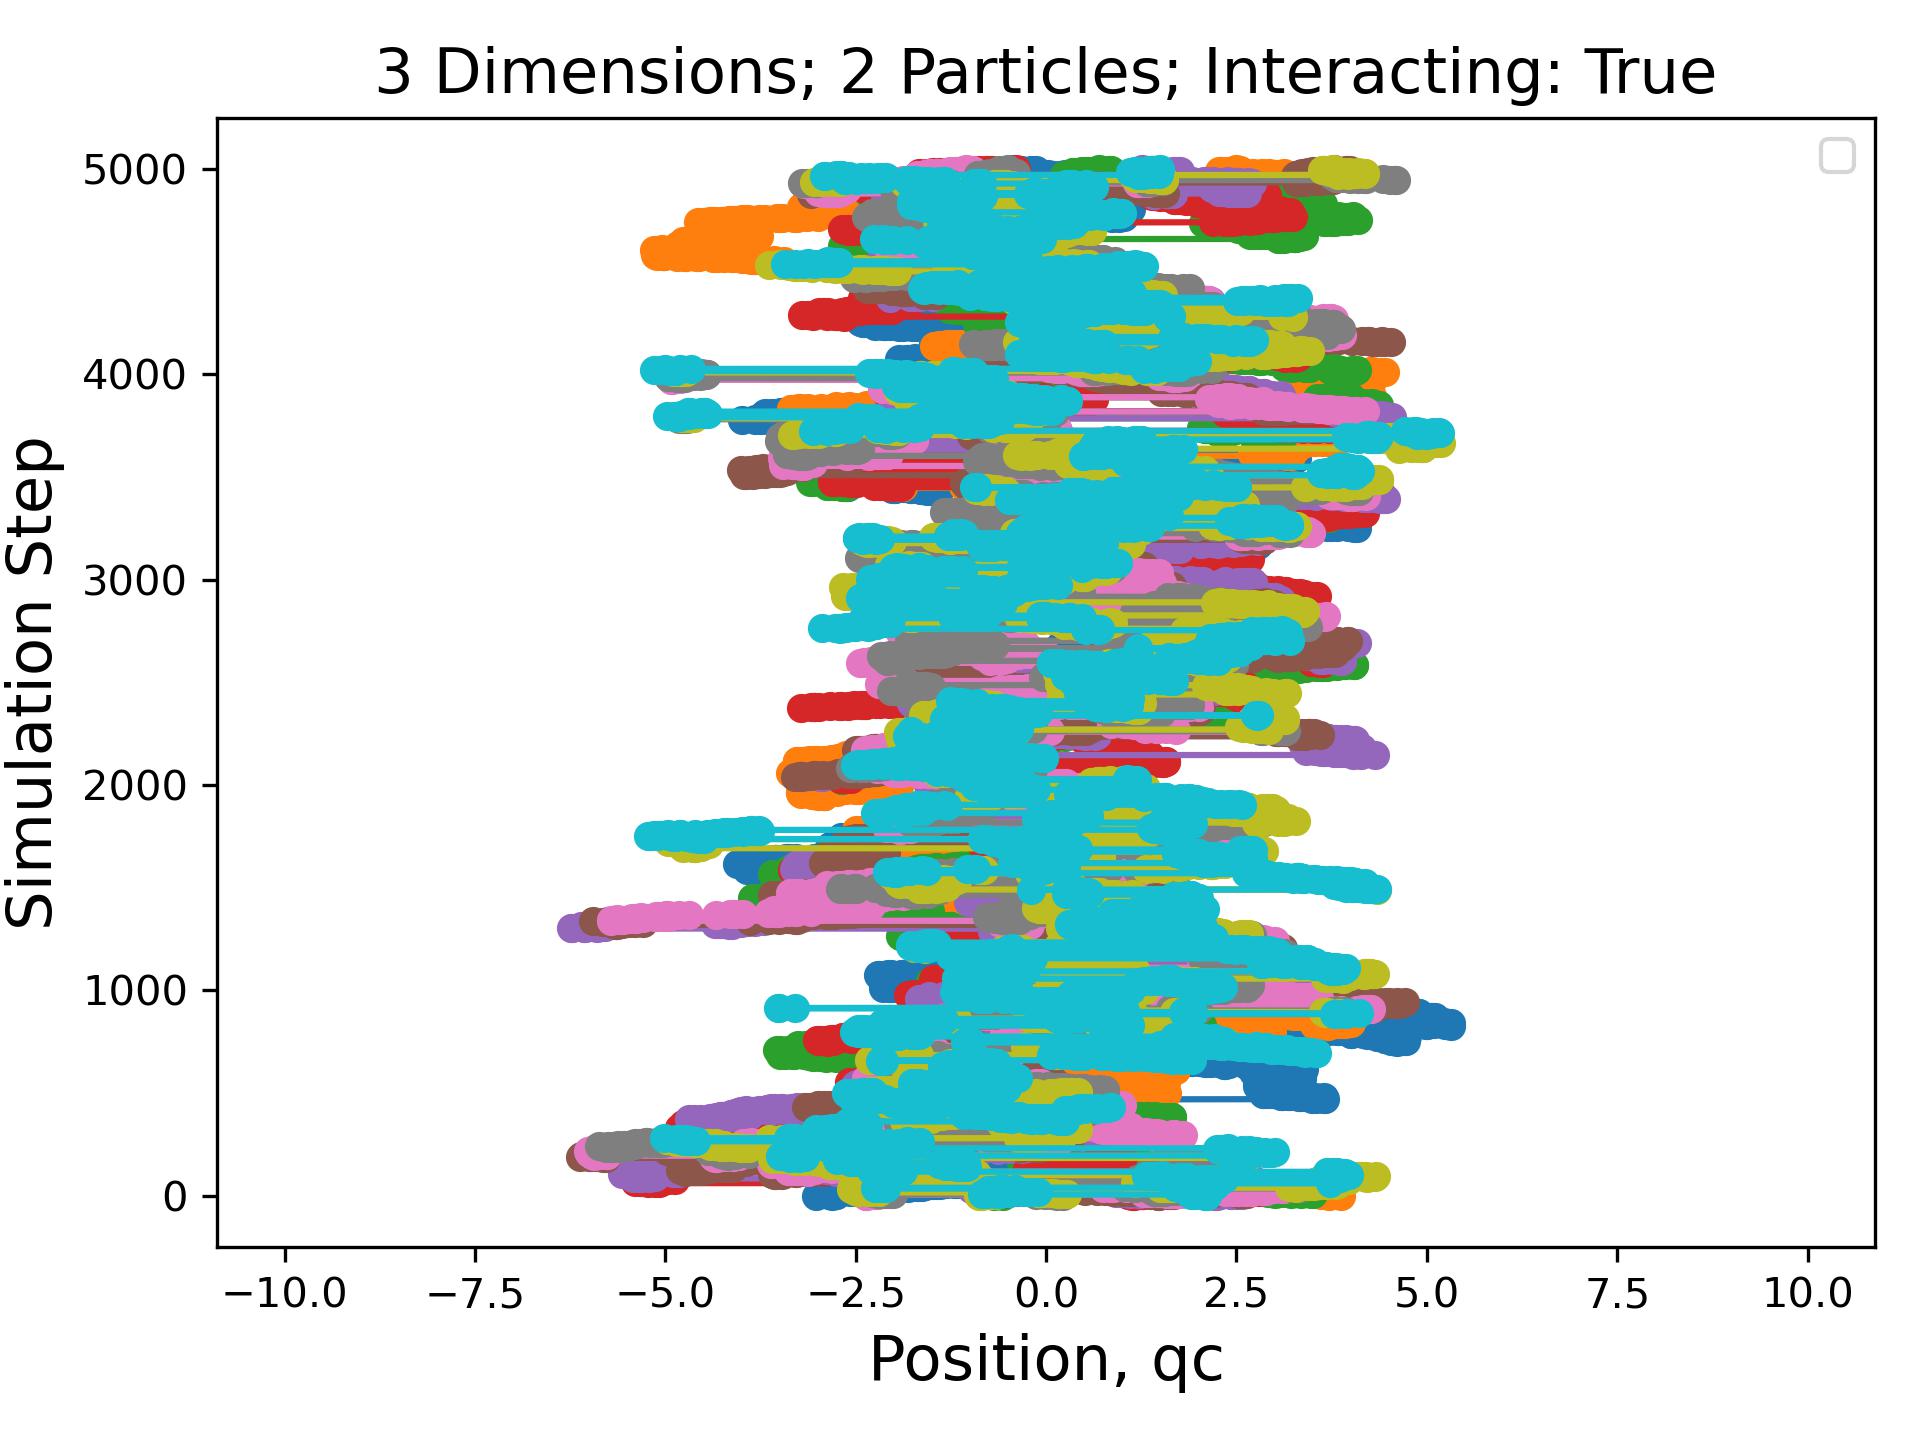 3 Dimensions; 2 Particles; Interacting: True
5000
4000
3000
2000
1000
0
Simulation Step
−10.0 −7.5 −5.0 −2.5 0.0 2.5 5.0 7.5 10.0
Position, qc